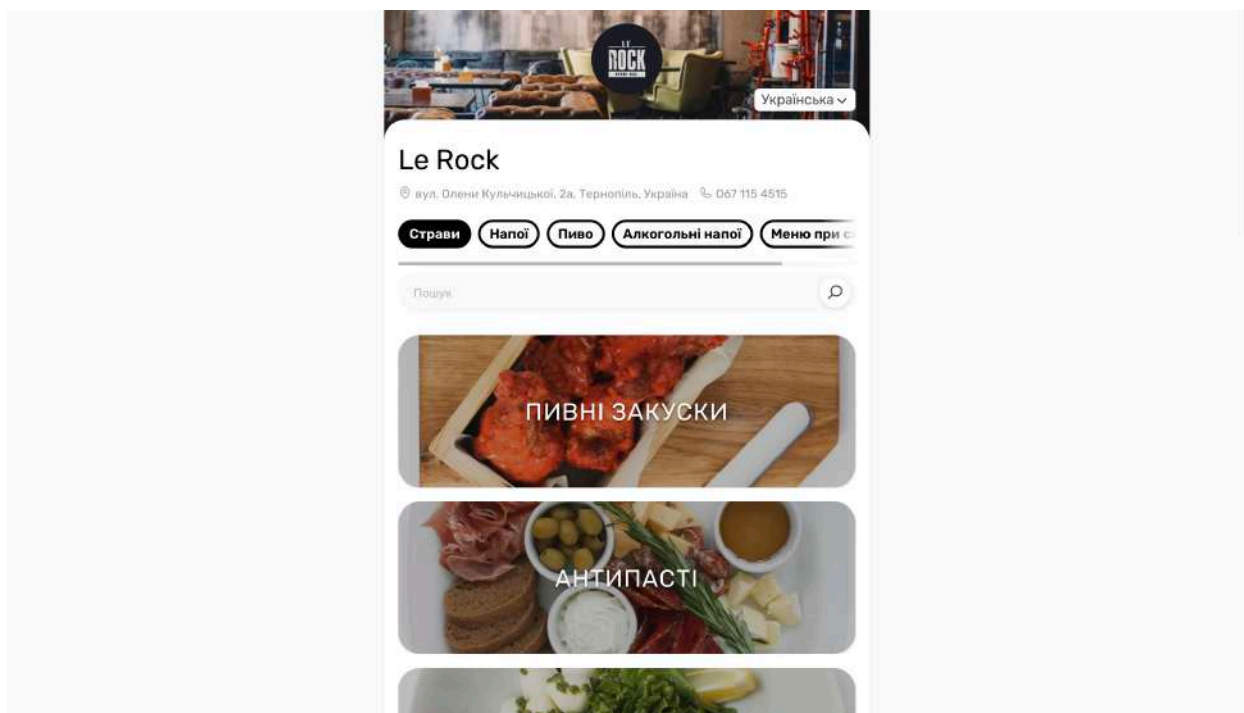 LE
ROCK
Українська
Le Rock
вул. Олени Кульчицької, 2а, Тернопіль, Україна 067 115 4515
Страви Напої Пиво Алкогольні напої Меню при с
Пошук
ПИВНІ ЗАКУСКИ
АНТИПАСТІ